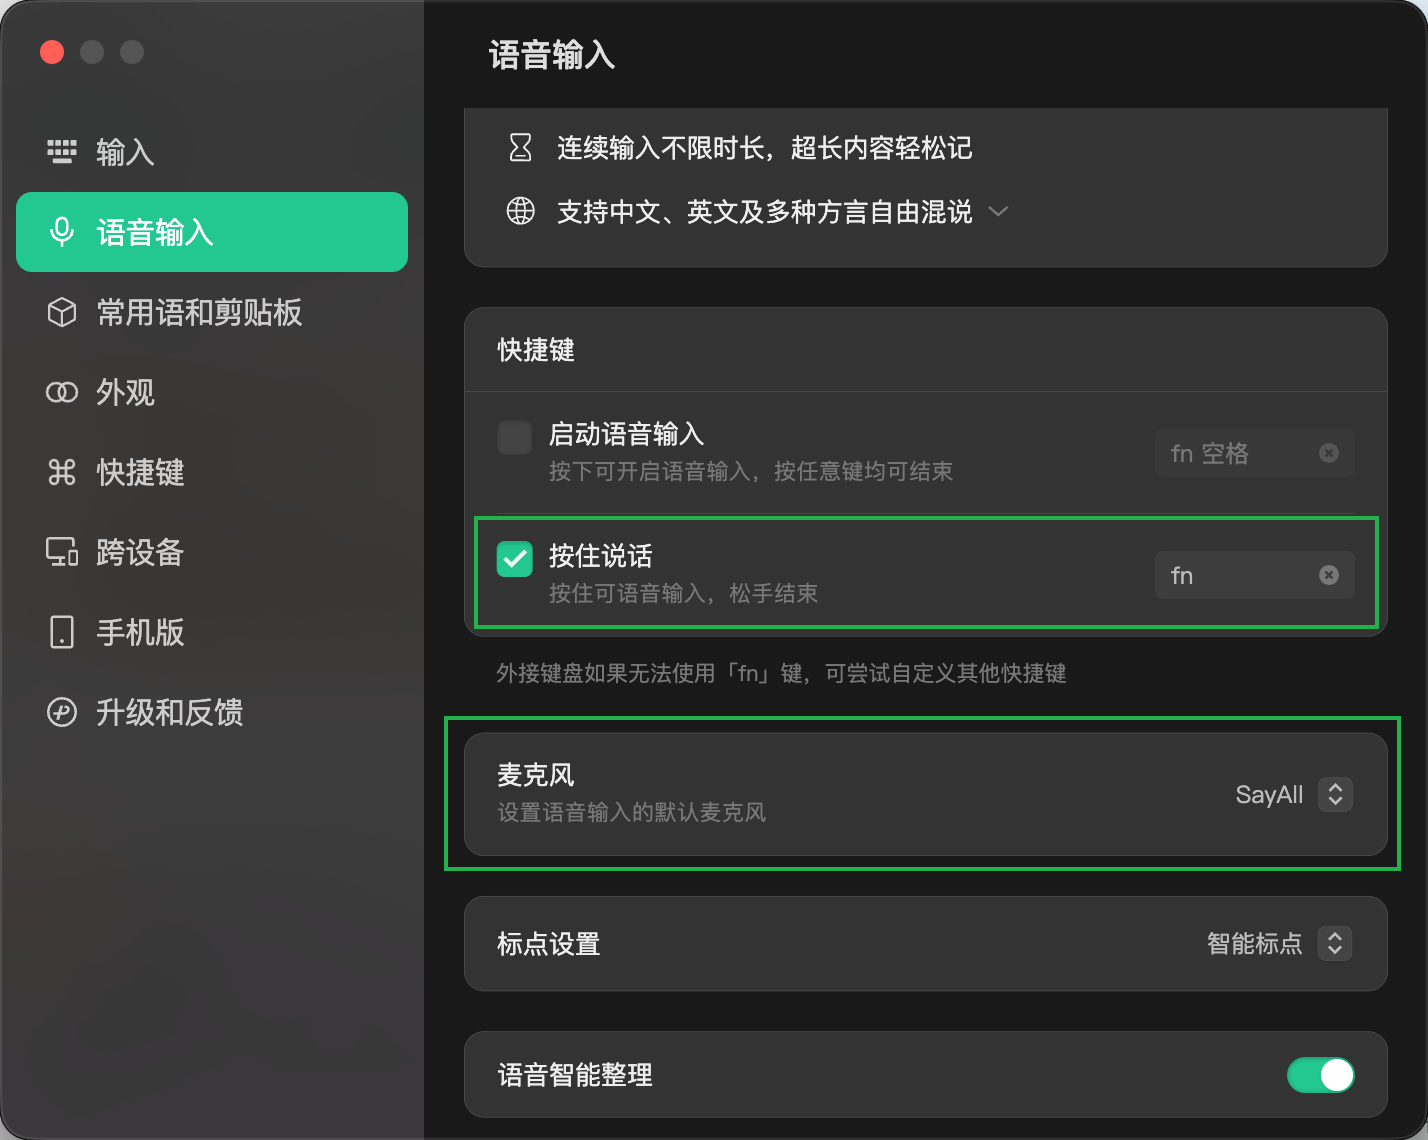 输入
语音输入
常用语和剪贴板
外观
快捷键
跨设备
手机版
升级和反馈
语音输入
连续输入不限时长，超长内容轻松记
支持中文、英文及多种方言自由混说
快捷键
启动语音输入
按下可开启语音输入，按任意键均可结束
fn 空格
按住说话
按住可语音输入，松手结束
fn
外接键盘如果无法使用「fn」键，可尝试自定义其他快捷键
麦克风
设置语音输入的默认麦克风
SayAll
标点设置
智能标点
语音智能整理